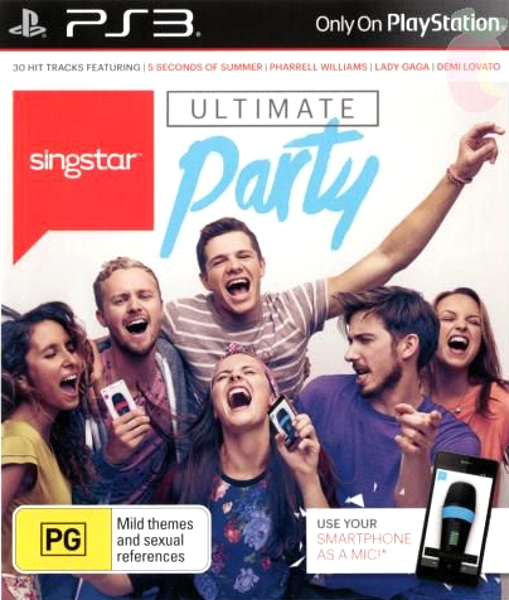 PS3
Only On PlayStation
30 HIT TRACKS FEATURING | 5 SECONDS OF SUMMER | PHARRELL WILLIAMS | LADY GAGA | DEMI LOVATO
singstar™
ULTIMATE
Party
PG
Mild themes
and sexual
references
USE YOUR
SMARTPHONE
AS A MIC!*